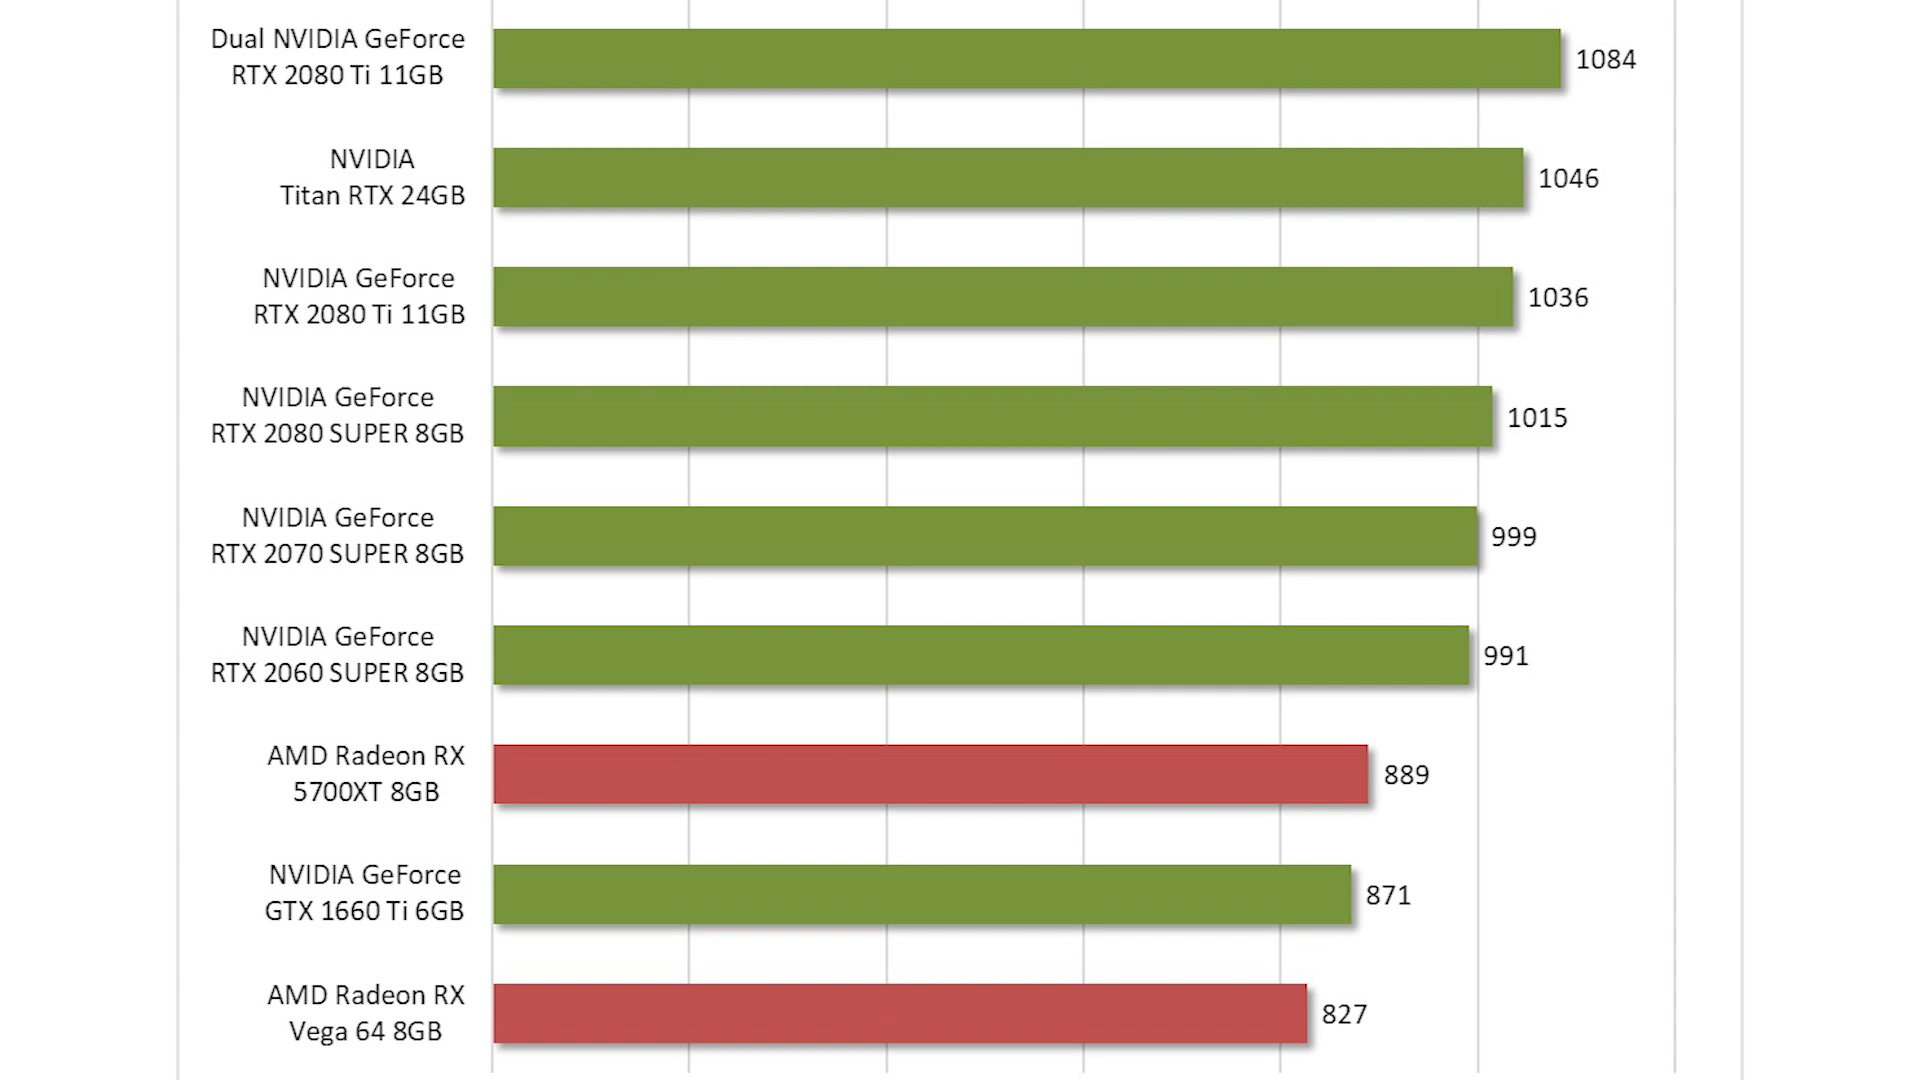 Dual NVIDIA GeForce
RTX 2080 Ti 11GB
1084
NVIDIA
Titan RTX 24GB
1046
NVIDIA GeForce
RTX 2080 Ti 11GB
1036
NVIDIA GeForce
RTX 2080 SUPER 8GB
1015
NVIDIA GeForce
RTX 2070 SUPER 8GB
999
NVIDIA GeForce
RTX 2060 SUPER 8GB
991
AMD Radeon RX
5700XT 8GB
889
NVIDIA GeForce
GTX 1660 Ti 6GB
871
AMD Radeon RX
Vega 64 8GB
827